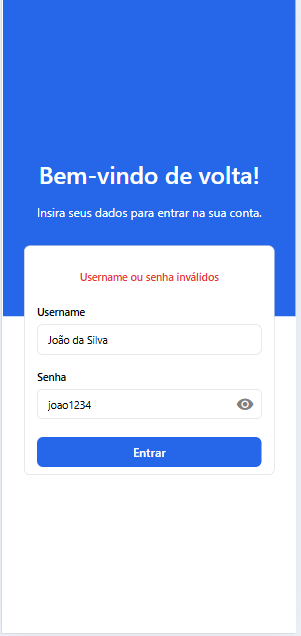 Bem-vindo de volta!
Insira seus dados para entrar na sua conta.
Username ou senha inválidos
Username
João da Silva
Senha
joao1234
Entrar